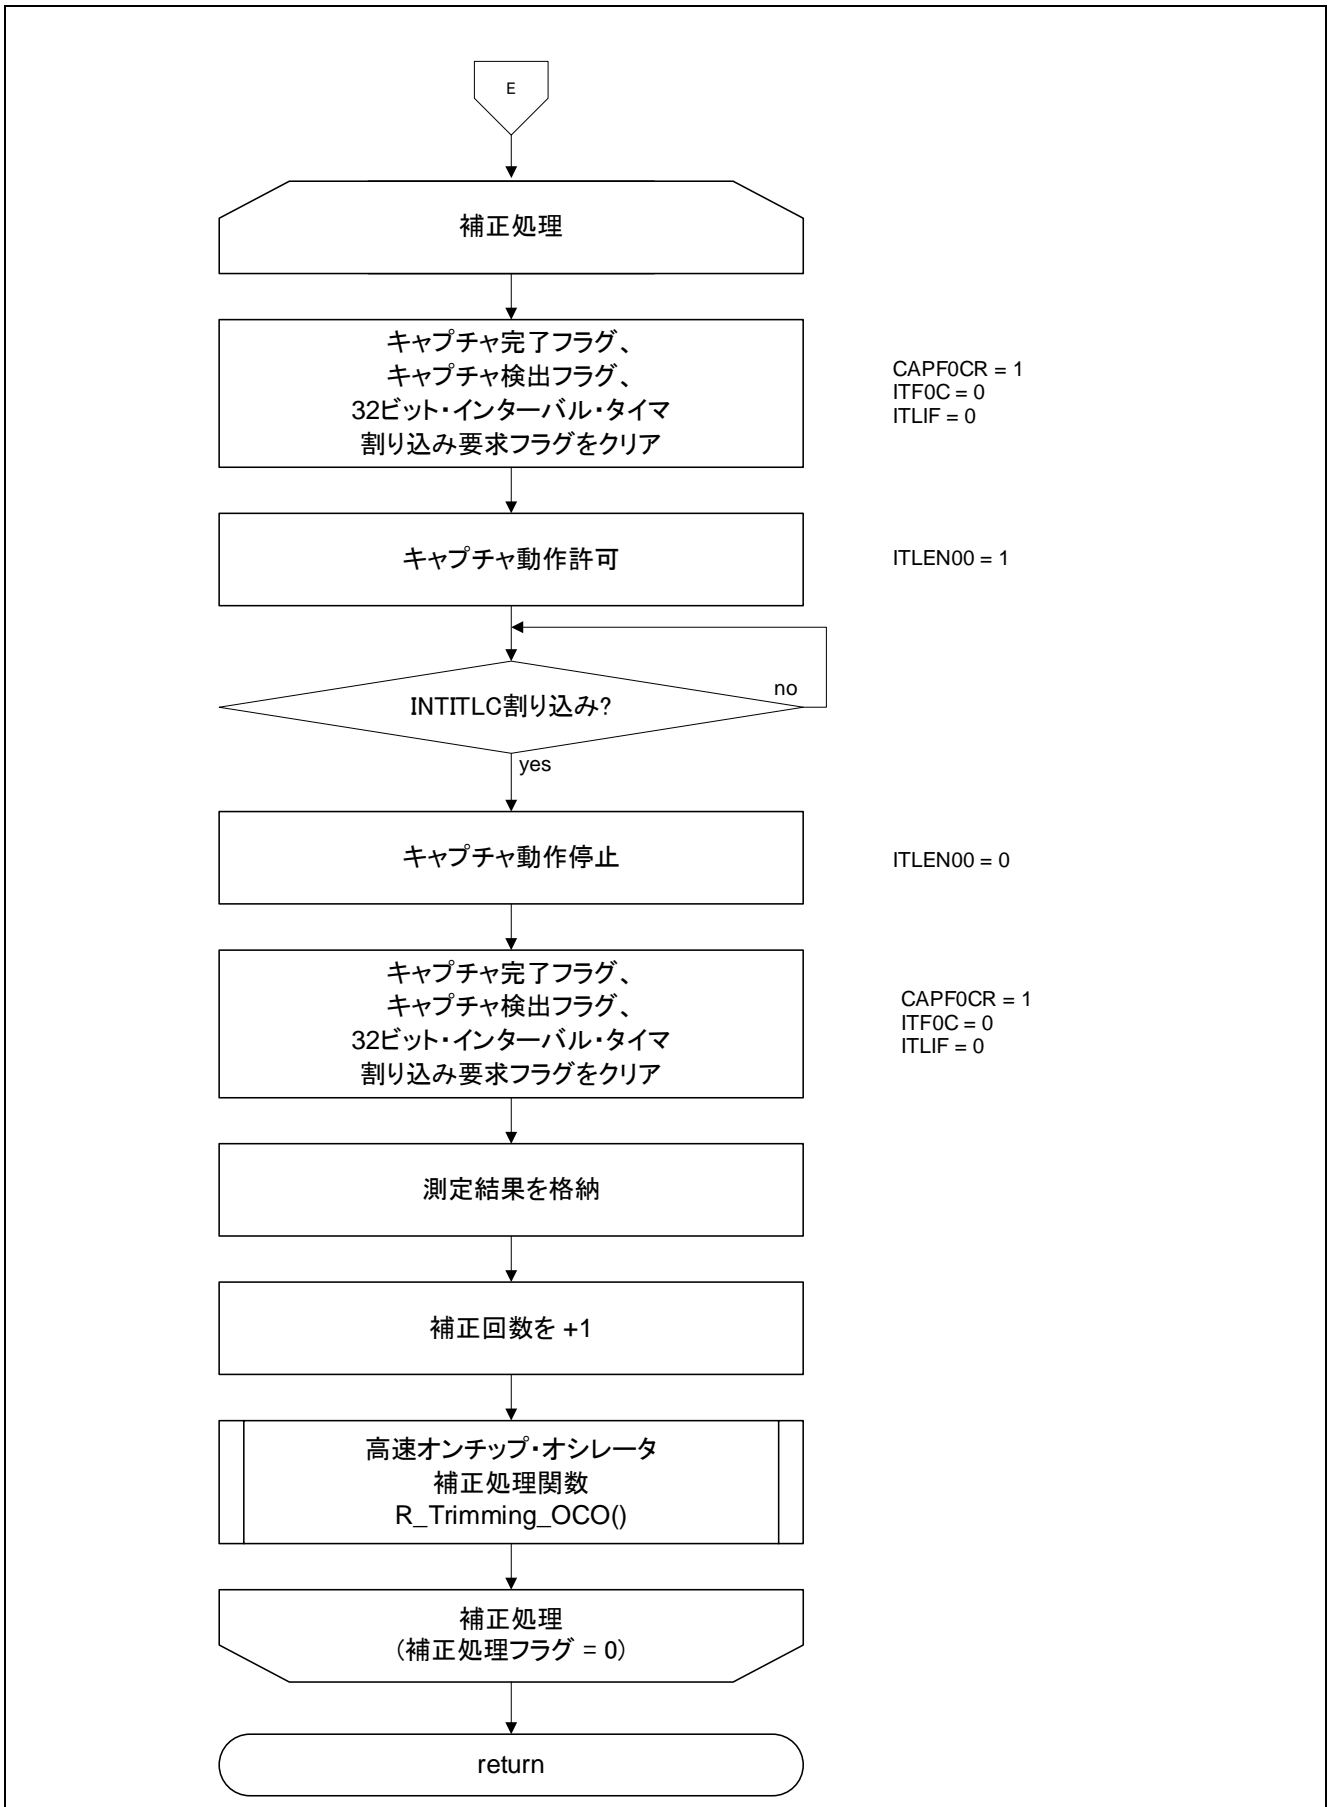 E
補正処理
キャプチャ完了フラグ、
キャプチャ検出フラグ、
32ビット・インターバル・タイマ
割り込み要求フラグをクリア
CAPF0CR = 1
ITF0C = 0
ITLIF = 0
キャプチャ動作許可
ITLEN00 = 1
INTITLC割り込み?
no
yes
キャプチャ動作停止
ITLEN00 = 0
キャプチャ完了フラグ、
キャプチャ検出フラグ、
32ビット・インターバル・タイマ
割り込み要求フラグをクリア
CAPF0CR = 1
ITF0C = 0
ITLIF = 0
測定結果を格納
補正回数を +1
高速オンチップ・オシレータ
補正処理関数
R_Trimming_OCO()
補正処理
(補正処理フラグ = 0)
return